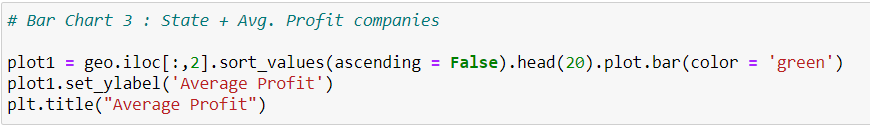 # Bar Chart 3 : State + Avg. Profit companies
plot1 = geo.iloc[:,2].sort_values(ascending = False).head(20).plot.bar(color = 'green')
plot1.set_ylabel('Average Profit')
plt.title("Average Profit")